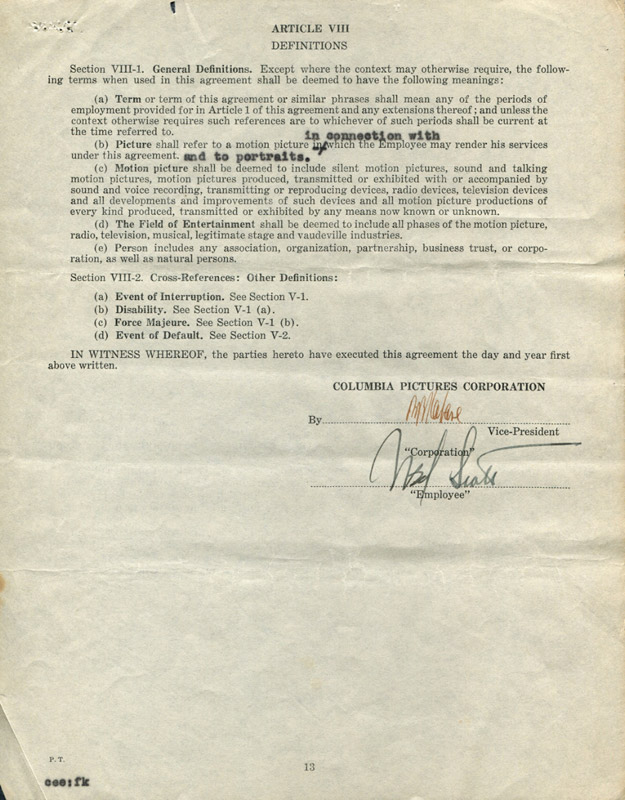 ARTICLE VIII
DEFINITIONS
Section VIII-1. General Definitions. Except where the context may otherwise require, the follow-
ing terms when used in this agreement shall be deemed to have the following meanings:
(a) Term or term of this agreement or similar phrases shall mean any of the periods of
employment provided for in Article 1 of this agreement and any extensions thereof; and unless the
context otherwise requires such references are to whichever of such periods shall be current at
the time referred to.
in connection with
(b) Picture shall refer to a motion picture in which the Employee may render his services
under this agreement. and to portraits.
(c) Motion picture shall be deemed to include silent motion pictures, sound and talking
motion pictures, motion pictures produced, transmitted or exhibited with or accompanied by
sound and voice recording, transmitting or reproducing devices, radio devices, television devices
and all developments and improvements of such devices and all motion picture productions of
every kind produced, transmitted or exhibited by any means now known or unknown.
(d) The Field of Entertainment shall be deemed to include all phases of the motion picture,
radio, television, musical, legitimate stage and vaudeville industries.
(e) Person includes any association, organization, partnership, business trust, or corpo-
ration, as well as natural persons.
Section VIII-2. Cross-References: Other Definitions:
(a) Event of Interruption. See Section V-1.
(b) Disability. See Section V-1 (a).
(c) Force Majeure. See Section V-1 (b).
(d) Event of Default. See Section V-2.
IN WITNESS WHEREOF, the parties hereto have executed this agreement the day and year first
above written.
COLUMBIA PICTURES CORPORATION
By
Vice-President
"Corporation"
Ned Scott
"Employee"
P. T.
13
cee;fk